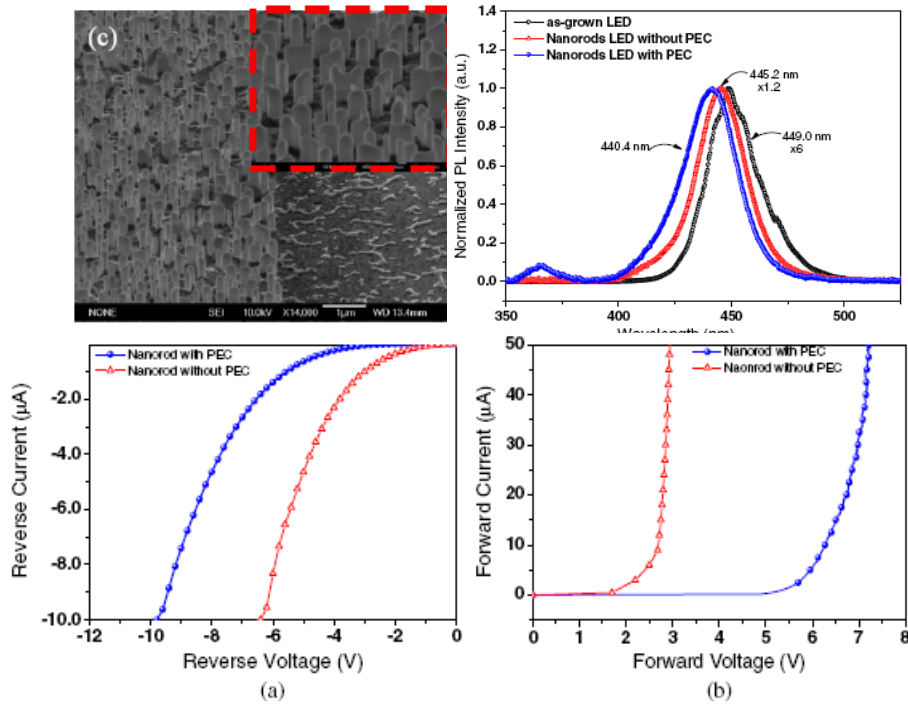 (c)
NONE SEI 10.0kV X14,000 1μm WD 13.4mm
as-grown LED
Nanorods LED without PEC
Nanorods LED with PEC
445.2 nm
x1.2
440.4 nm
449.0 nm
x6
Normalized PL Intensity (a.u.)
1.4
1.2
1.0
0.8
0.6
0.4
0.2
0.0
350 400 450 500
Wavelength (nm)
Nanorod with PEC
Nanorod without PEC
Reverse Current (μA)
-2.0
-4.0
-6.0
-8.0
-10.0
-12 -10 -8 -6 -4 -2 0
Reverse Voltage (V)
(a)
Nanorod with PEC
Naonrod without PEC
Forward Current (μA)
50
40
30
20
10
0
0 1 2 3 4 5 6 7 8
Forward Voltage (V)
(b)